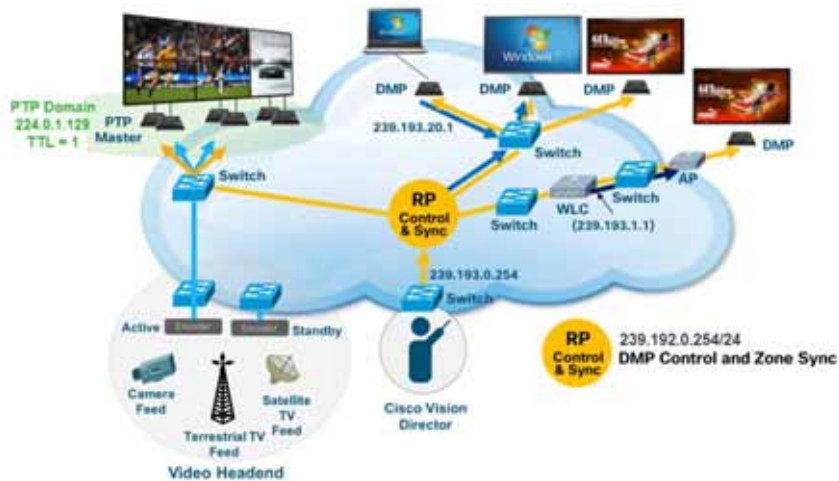 PTP Domain
224.0.1.129
TTL = 1
PTP
Master
Switch
DMP
DMP
Windows 7
DMP
DMP
239.193.20.1
Switch
RP
Control
& Sync
Switch
WLC
Switch
AP
(239.193.1.1)
239.193.0.254
Switch
Active
Encoder
Encoder
Standby
Camera
Feed
Terrestrial TV
Feed
Satellite
TV
Feed
Video Headend
Cisco Vision
Director
RP
Control
& Sync
239.192.0.254/24
DMP Control and Zone Sync